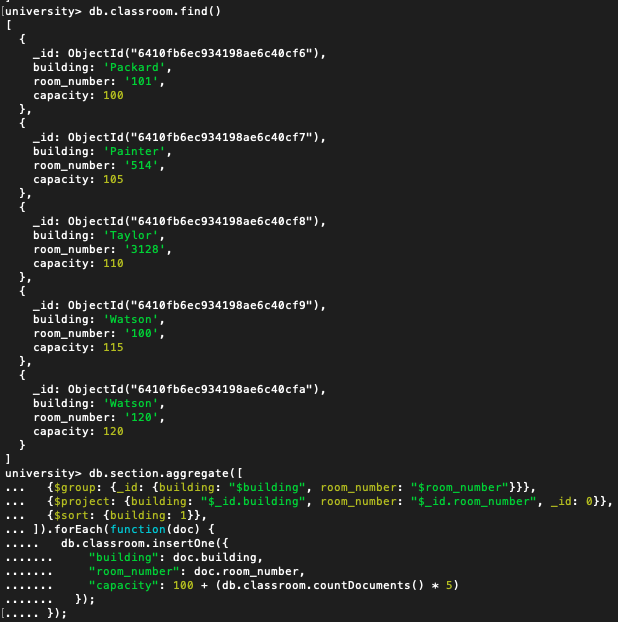 [university> db.classroom.find()
[
  {
    _id: ObjectId("6410fb6ec934198ae6c40cf6"),
    building: 'Packard',
    room_number: '101',
    capacity: 100
  },
  {
    _id: ObjectId("6410fb6ec934198ae6c40cf7"),
    building: 'Painter',
    room_number: '514',
    capacity: 105
  },
  {
    _id: ObjectId("6410fb6ec934198ae6c40cf8"),
    building: 'Taylor',
    room_number: '3128',
    capacity: 110
  },
  {
    _id: ObjectId("6410fb6ec934198ae6c40cf9"),
    building: 'Watson',
    room_number: '100',
    capacity: 115
  },
  {
    _id: ObjectId("6410fb6ec934198ae6c40cfa"),
    building: 'Watson',
    room_number: '120',
    capacity: 120
  }
]
university> db.section.aggregate([
...   {$group: {_id: {building: "$building", room_number: "$room_number"}}},
...   {$project: {building: "$_id.building", room_number: "$_id.room_number", _id: 0}},
...   {$sort: {building: 1}},
... ]).forEach(function(doc) {
.....   db.classroom.insertOne({
.......     "building": doc.building,
.......     "room_number": doc.room_number,
.......     "capacity": 100 + (db.classroom.countDocuments() * 5)
.......   });
[..... });